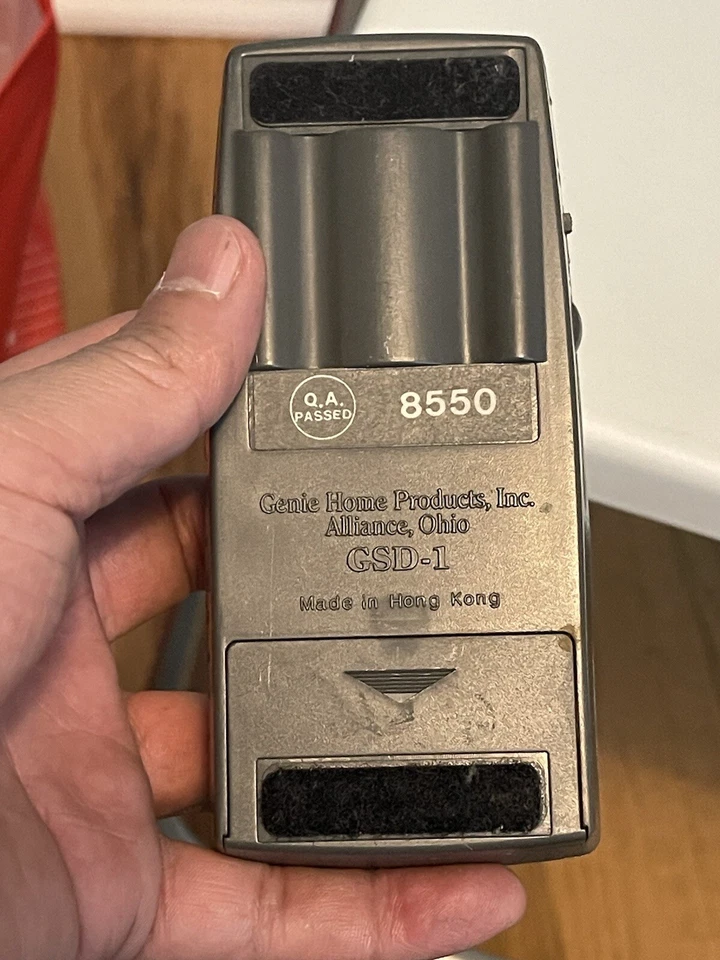 Q.A.
PASSED
8550
Genie Home Products, Inc.
Alliance, Ohio
GSD-1
Made in Hong Kong